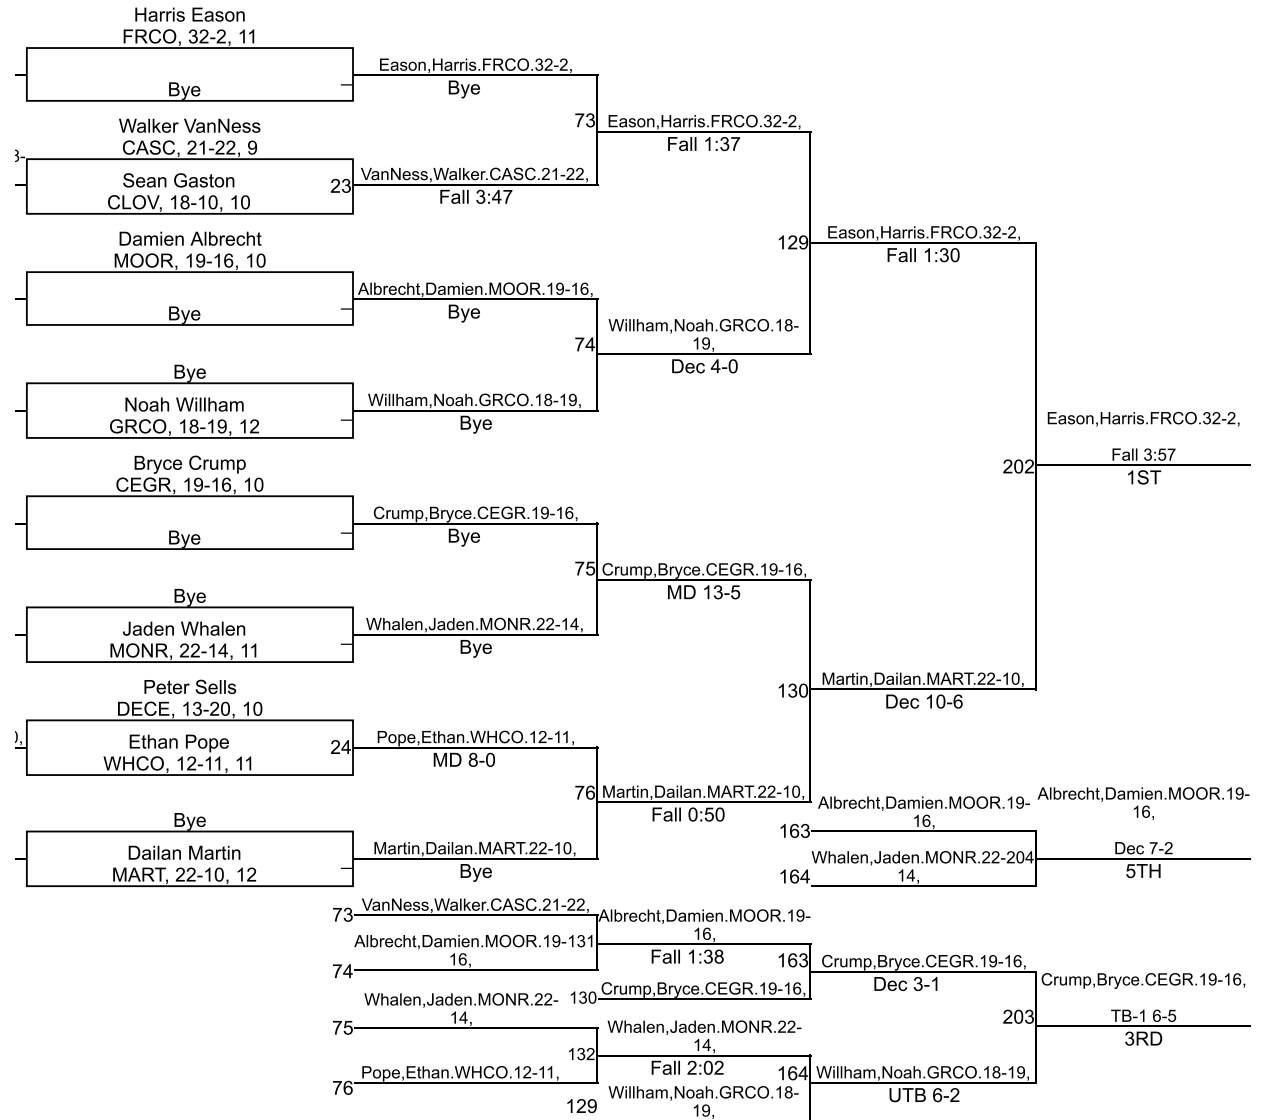 Harris Eason
FRCO, 32-2, 11
Eason,Harris.FRCO.32-2,
Bye
Bye
Walker VanNess
CASC, 21-22, 9
73
Eason,Harris.FRCO.32-2,
Fall 1:37
Sean Gaston
CLOV, 18-10, 10
23
VanNess,Walker.CASC.21-22,
Fall 3:47
Damien Albrecht
MOOR, 19-16, 10
129
Eason,Harris.FRCO.32-2,
Fall 1:30
Albrecht,Damien.MOOR.19-16,
Bye
Bye
74
Willham,Noah.GRCO.18-
19,
Dec 4-0
Bye
Noah Willham
GRCO, 18-19, 12
Willham,Noah.GRCO.18-19,
Bye
Eason,Harris.FRCO.32-2,
Bryce Crump
CEGR, 19-16, 10
202
Fall 3:57
1ST
Crump,Bryce.CEGR.19-16,
Bye
Bye
75
Crump,Bryce.CEGR.19-16,
MD 13-5
Bye
Jaden Whalen
MONR, 22-14, 11
Whalen,Jaden.MONR.22-14,
Bye
Peter Sells
DECE, 13-20, 10
130
Martin,Dailan.MART.22-10,
Dec 10-6
Ethan Pope
WHCO, 12-11, 11
24
Pope,Ethan.WHCO.12-11,
MD 8-0
76
Martin,Dailan.MART.22-10,
Fall 0:50
Bye
Dailan Martin
MART, 22-10, 12
Martin,Dailan.MART.22-10,
Bye
163
Albrecht,Damien.MOOR.19-
16,
Albrecht,Damien.MOOR.19-
16,
164
Whalen,Jaden.MONR.22-204
14,
Dec 7-2
5TH
73
VanNess,Walker.CASC.21-22,
Albrecht,Damien.MOOR.19-
16,
74
Albrecht,Damien.MOOR.19-131
16,
Fall 1:38
163
Crump,Bryce.CEGR.19-16,
Dec 3-1
130
Crump,Bryce.CEGR.19-16,
Crump,Bryce.CEGR.19-16,
75
Whalen,Jaden.MONR.22-
14,
203
TB-1 6-5
3RD
132
Whalen,Jaden.MONR.22-
14,
Fall 2:02
76
Pope,Ethan.WHCO.12-11,
164
Willham,Noah.GRCO.18-19,
UTB 6-2
129
Willham,Noah.GRCO.18-
19,